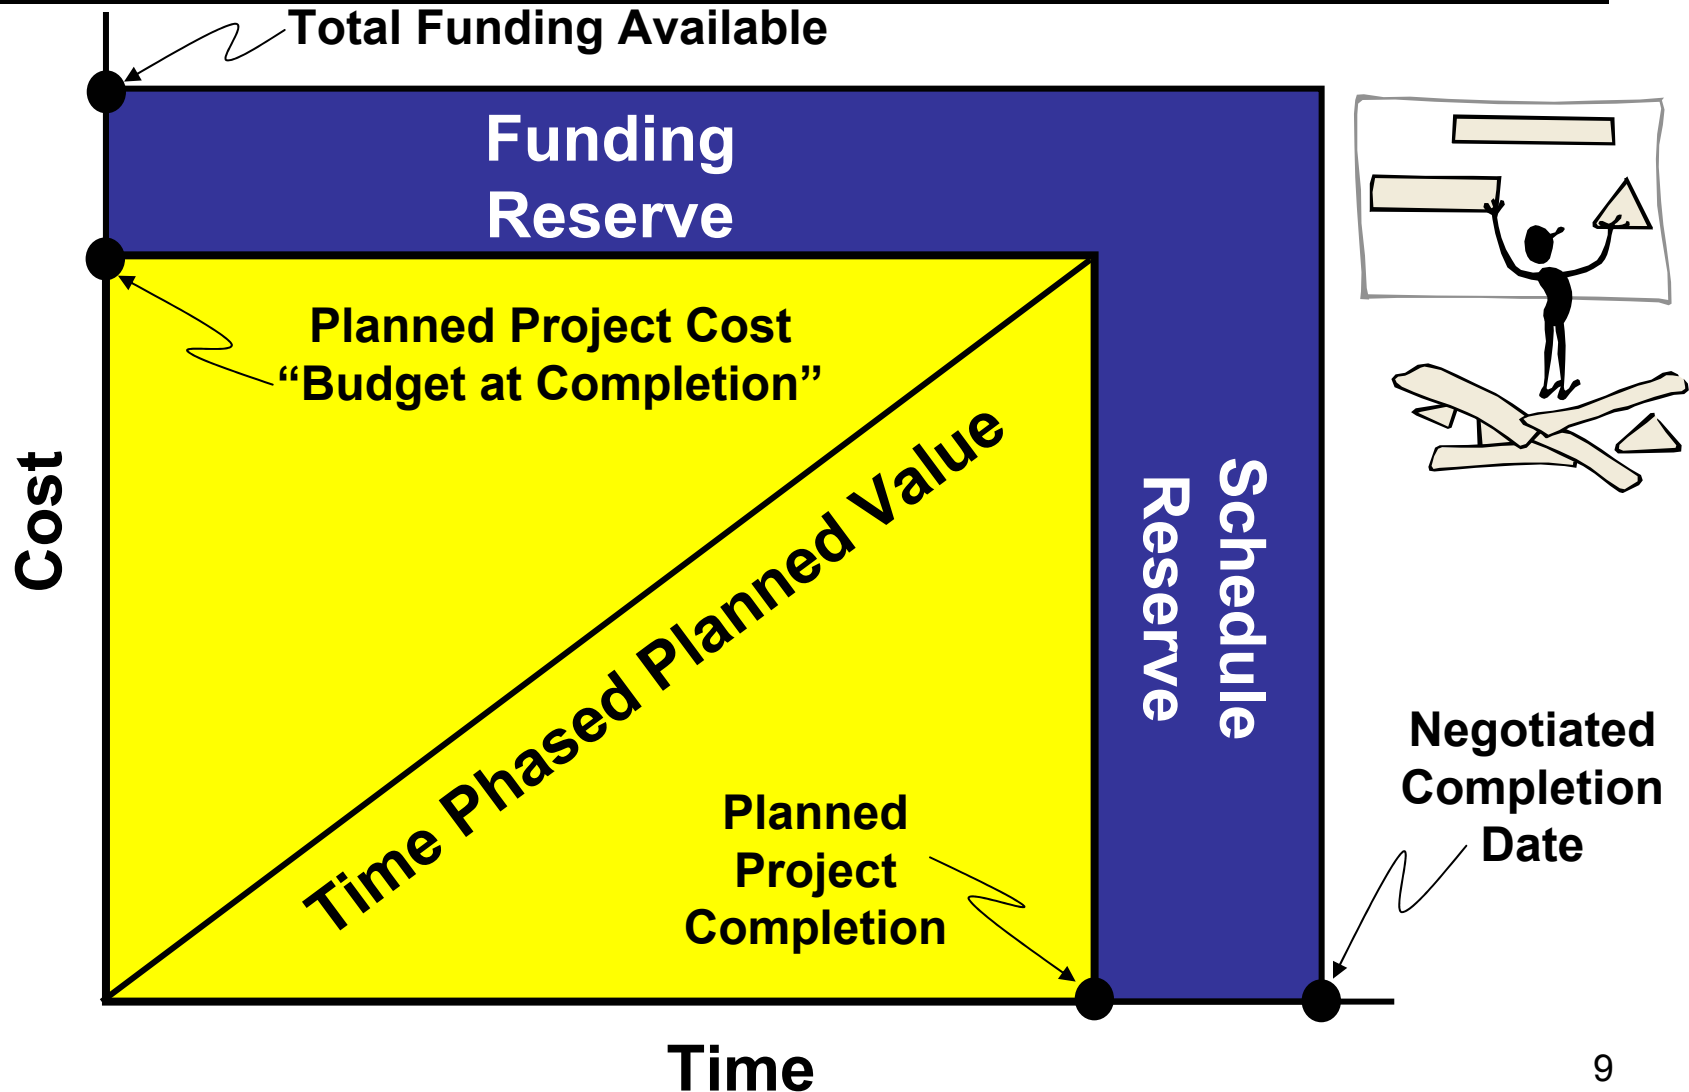 Total Funding Available
Funding
Reserve
Planned Project Cost
“Budget at Completion”
Time Phased Planned Value
Cost
Schedule
Reserve
Planned
Project
Completion
Negotiated
Completion
Date
Time
9